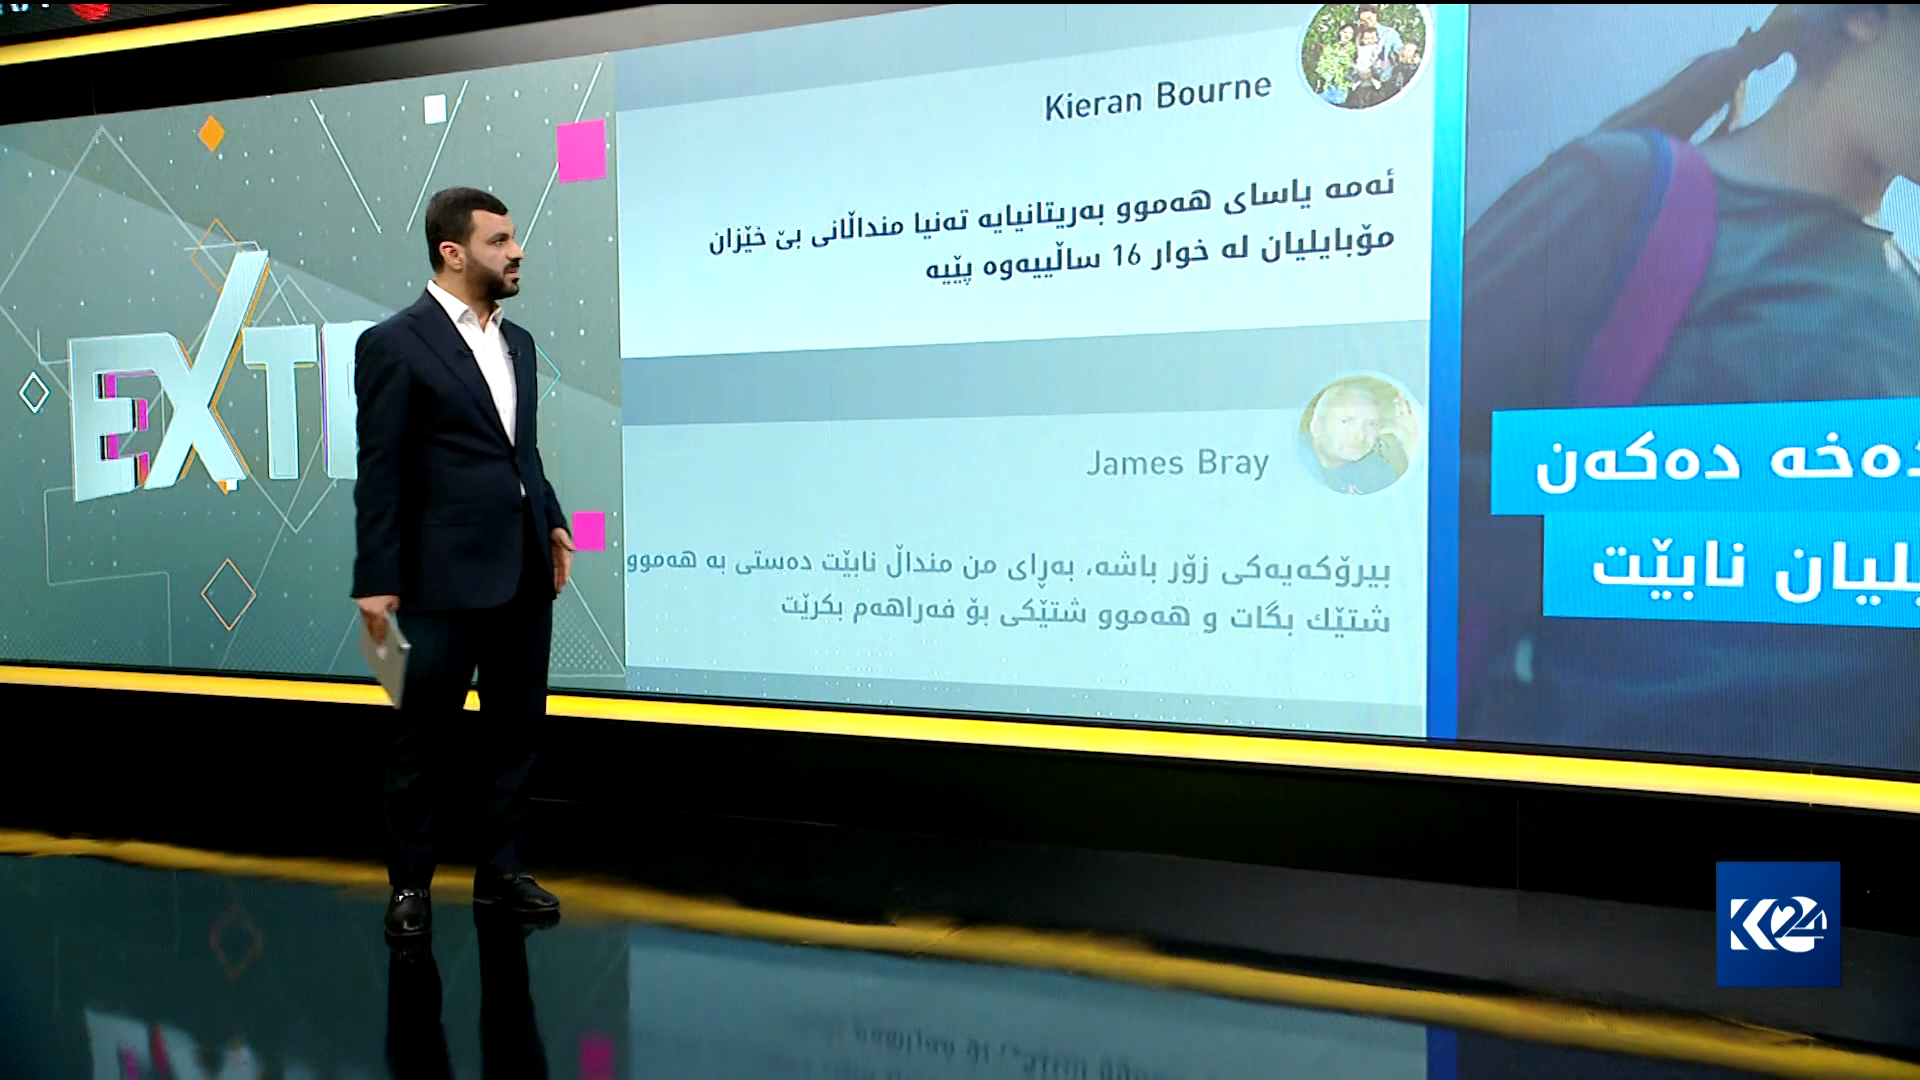 Kieran Bourne
ئەمە یاسای هەموو بەریتانیایە تەنیا منداڵانی بێ خێزان
مۆبایلیان لە خوار 16 ساڵییەوە پێیە
James Bray
بیرۆکەیەکی زۆر باشە، بەڕای من منداڵ نابێت دەستی بە هەموو
شتێك بگات و هەموو شتێکی بۆ فەراهەم بکرێت
دەکەن
نابێت
K24